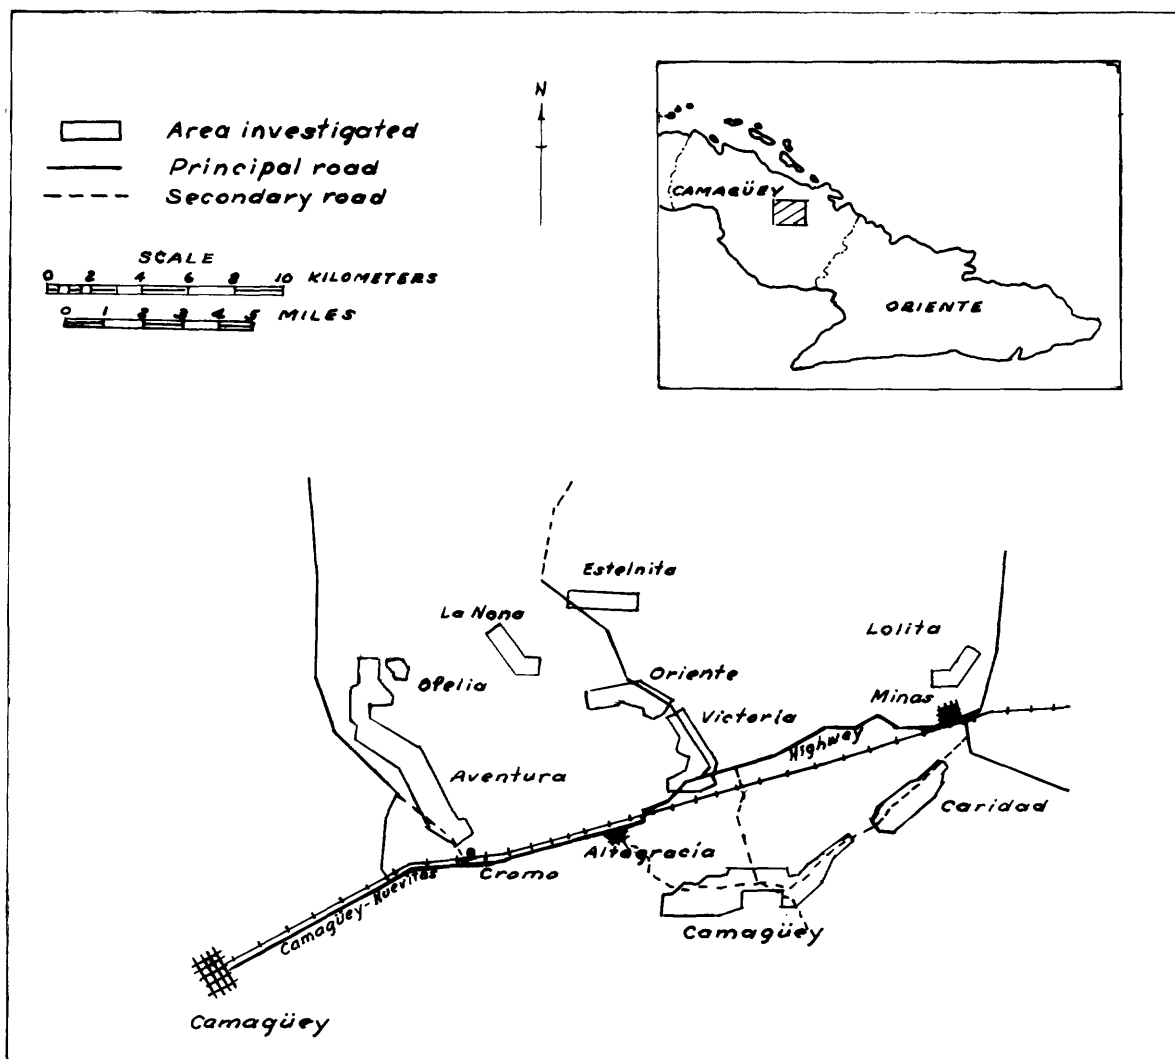 N
Area investigated
Principal road
Secondary road
SCALE
0 2 4 6 8 10 KILOMETERS
0 1 2 3 4 5 MILES
CAMAGÜEY
ORIENTE
Estelnita
La Nona
Lolita
Ofelia
Oriente
Minas
Victoria
Highway
Aventura
Caridad
Altagracia
Cromo
Camagüey-Nuevitas
Camagüey
Camagüey